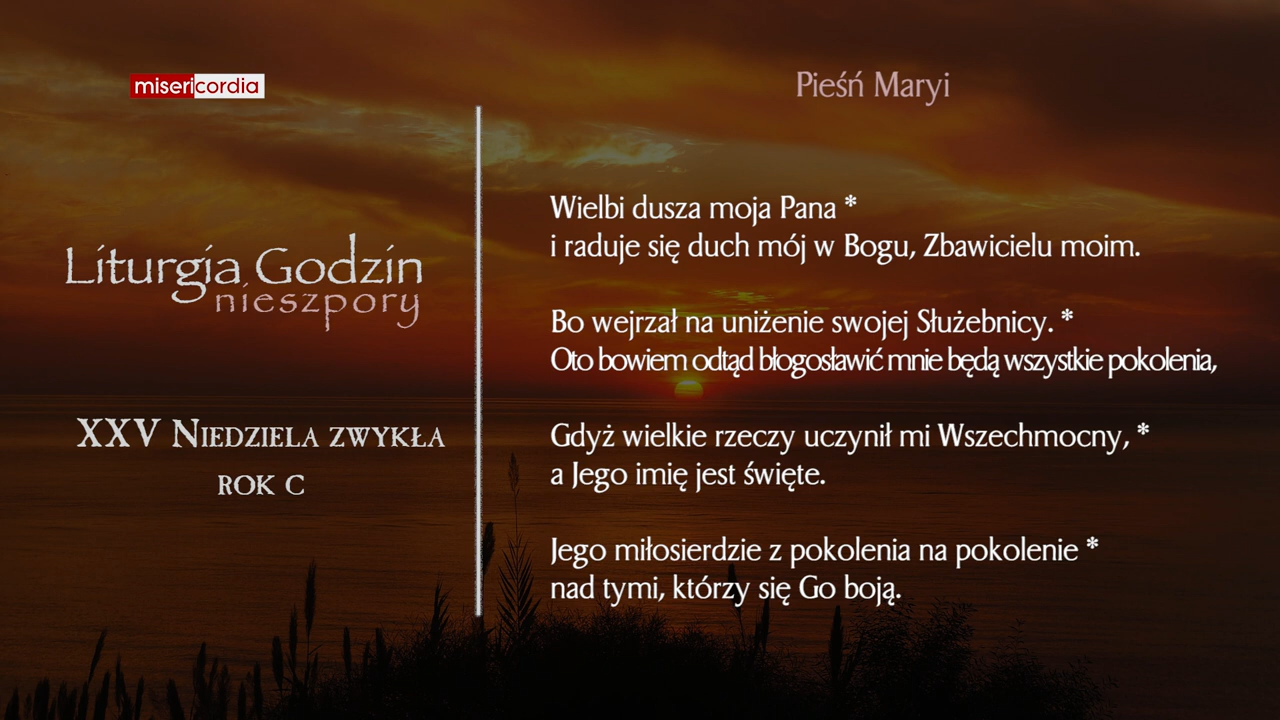 misericordia
Liturgia Godzin
nieszpory
XXV Niedziela zwykła
rok C
Pieśń Maryi
Wielbi dusza moja Pana *
i raduje się duch mój w Bogu, Zbawicielu moim.
Bo wejrzał na uniżenie swojej Służebnicy. *
Oto bowiem odtąd błogosławić mnie będą wszystkie pokolenia,
Gdyż wielkie rzeczy uczynił mi Wszechmocny, *
a Jego imię jest święte.
Jego miłosierdzie z pokolenia na pokolenie *
nad tymi, którzy się Go boją.